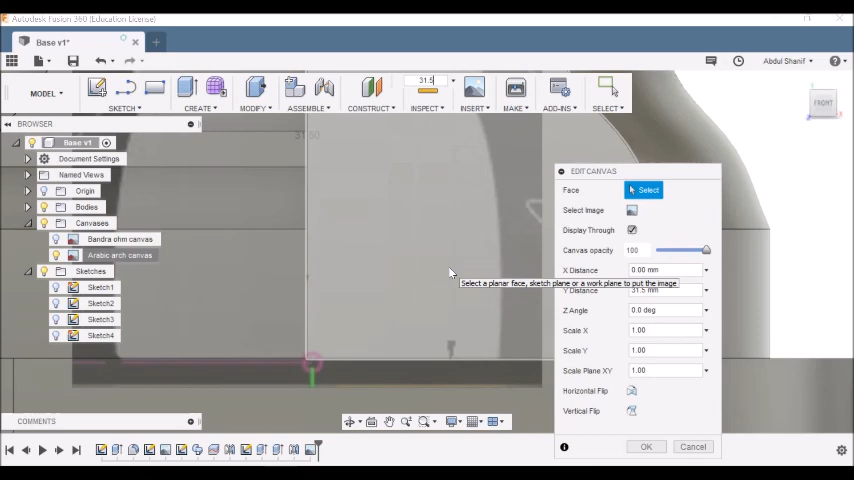 Autodesk Fusion 360 (Education License)
Base v1*
Abdul Shanif
MODEL
SKETCH
CREATE
MODIFY
ASSEMBLE
CONSTRUCT
31.5
INSPECT
INSERT
MAKE
ADD-INS
SELECT
FRONT
BROWSER
Base v1
Document Settings
Named Views
Origin
Bodies
Canvases
Bandra ohm canvas
Arabic arch canvas
Sketches
Sketch1
Sketch2
Sketch3
Sketch4
31.50
EDIT CANVAS
Face Select
Select Image
Display Through
Canvas opacity 100
X Distance 0.00 mm
Select a planar face, sketch plane or a work plane to put the image
Y Distance 31.5 mm
Z Angle 0.0 deg
Scale X 1.00
Scale Y 1.00
Scale Plane XY 1.00
Horizontal Flip
Vertical Flip
OK Cancel
COMMENTS